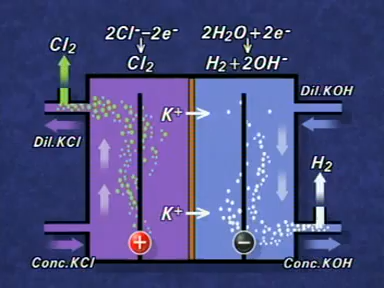 Cl₂
2Cl⁻–2e⁻
Cl₂
2H₂O+2e⁻
H₂+2OH⁻
Dil.KOH
K⁺
Dil.KCl
H₂
K⁺
+
–
Conc.KCl
Conc.KOH